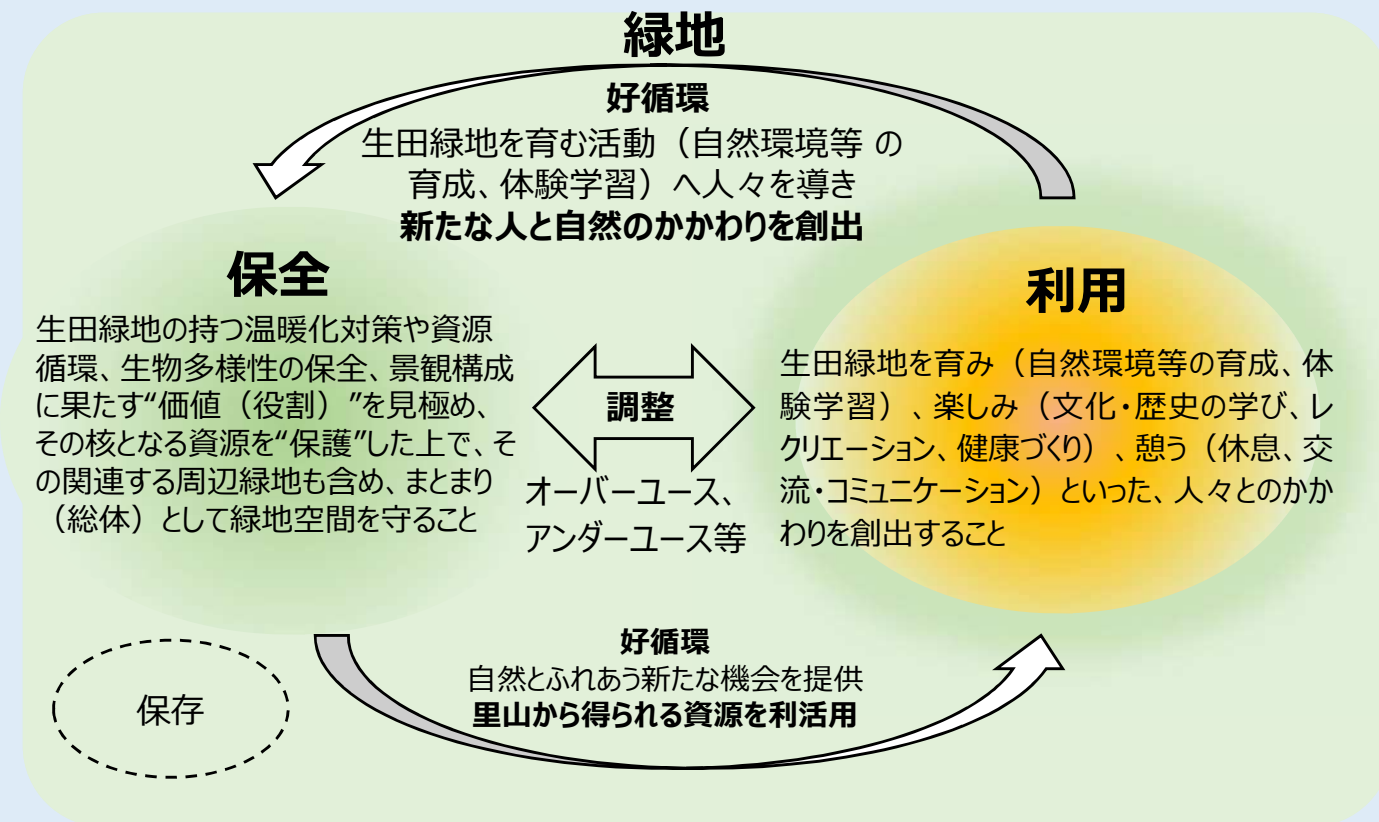 緑地
好循環
生田緑地を育む活動（自然環境等 の
育成、体験学習）へ人々を導き
新たな人と自然のかかわりを創出
保全
生田緑地の持つ温暖化対策や資源
循環、生物多様性の保全、景観構成
に果たす“価値（役割）”を見極め、
その核となる資源を“保護”した上で、そ
の関連する周辺緑地も含め、まとまり
（総体）として緑地空間を守ること
調整
オーバーユース、
アンダーユース等
利用
生田緑地を育み（自然環境等の育成、体
験学習）、楽しみ（文化・歴史の学び、レ
クリエーション、健康づくり）、憩う（休息、交
流・コミュニケーション）といった、人々とのかか
わりを創出すること
好循環
自然とふれあう新たな機会を提供
里山から得られる資源を利活用
保存